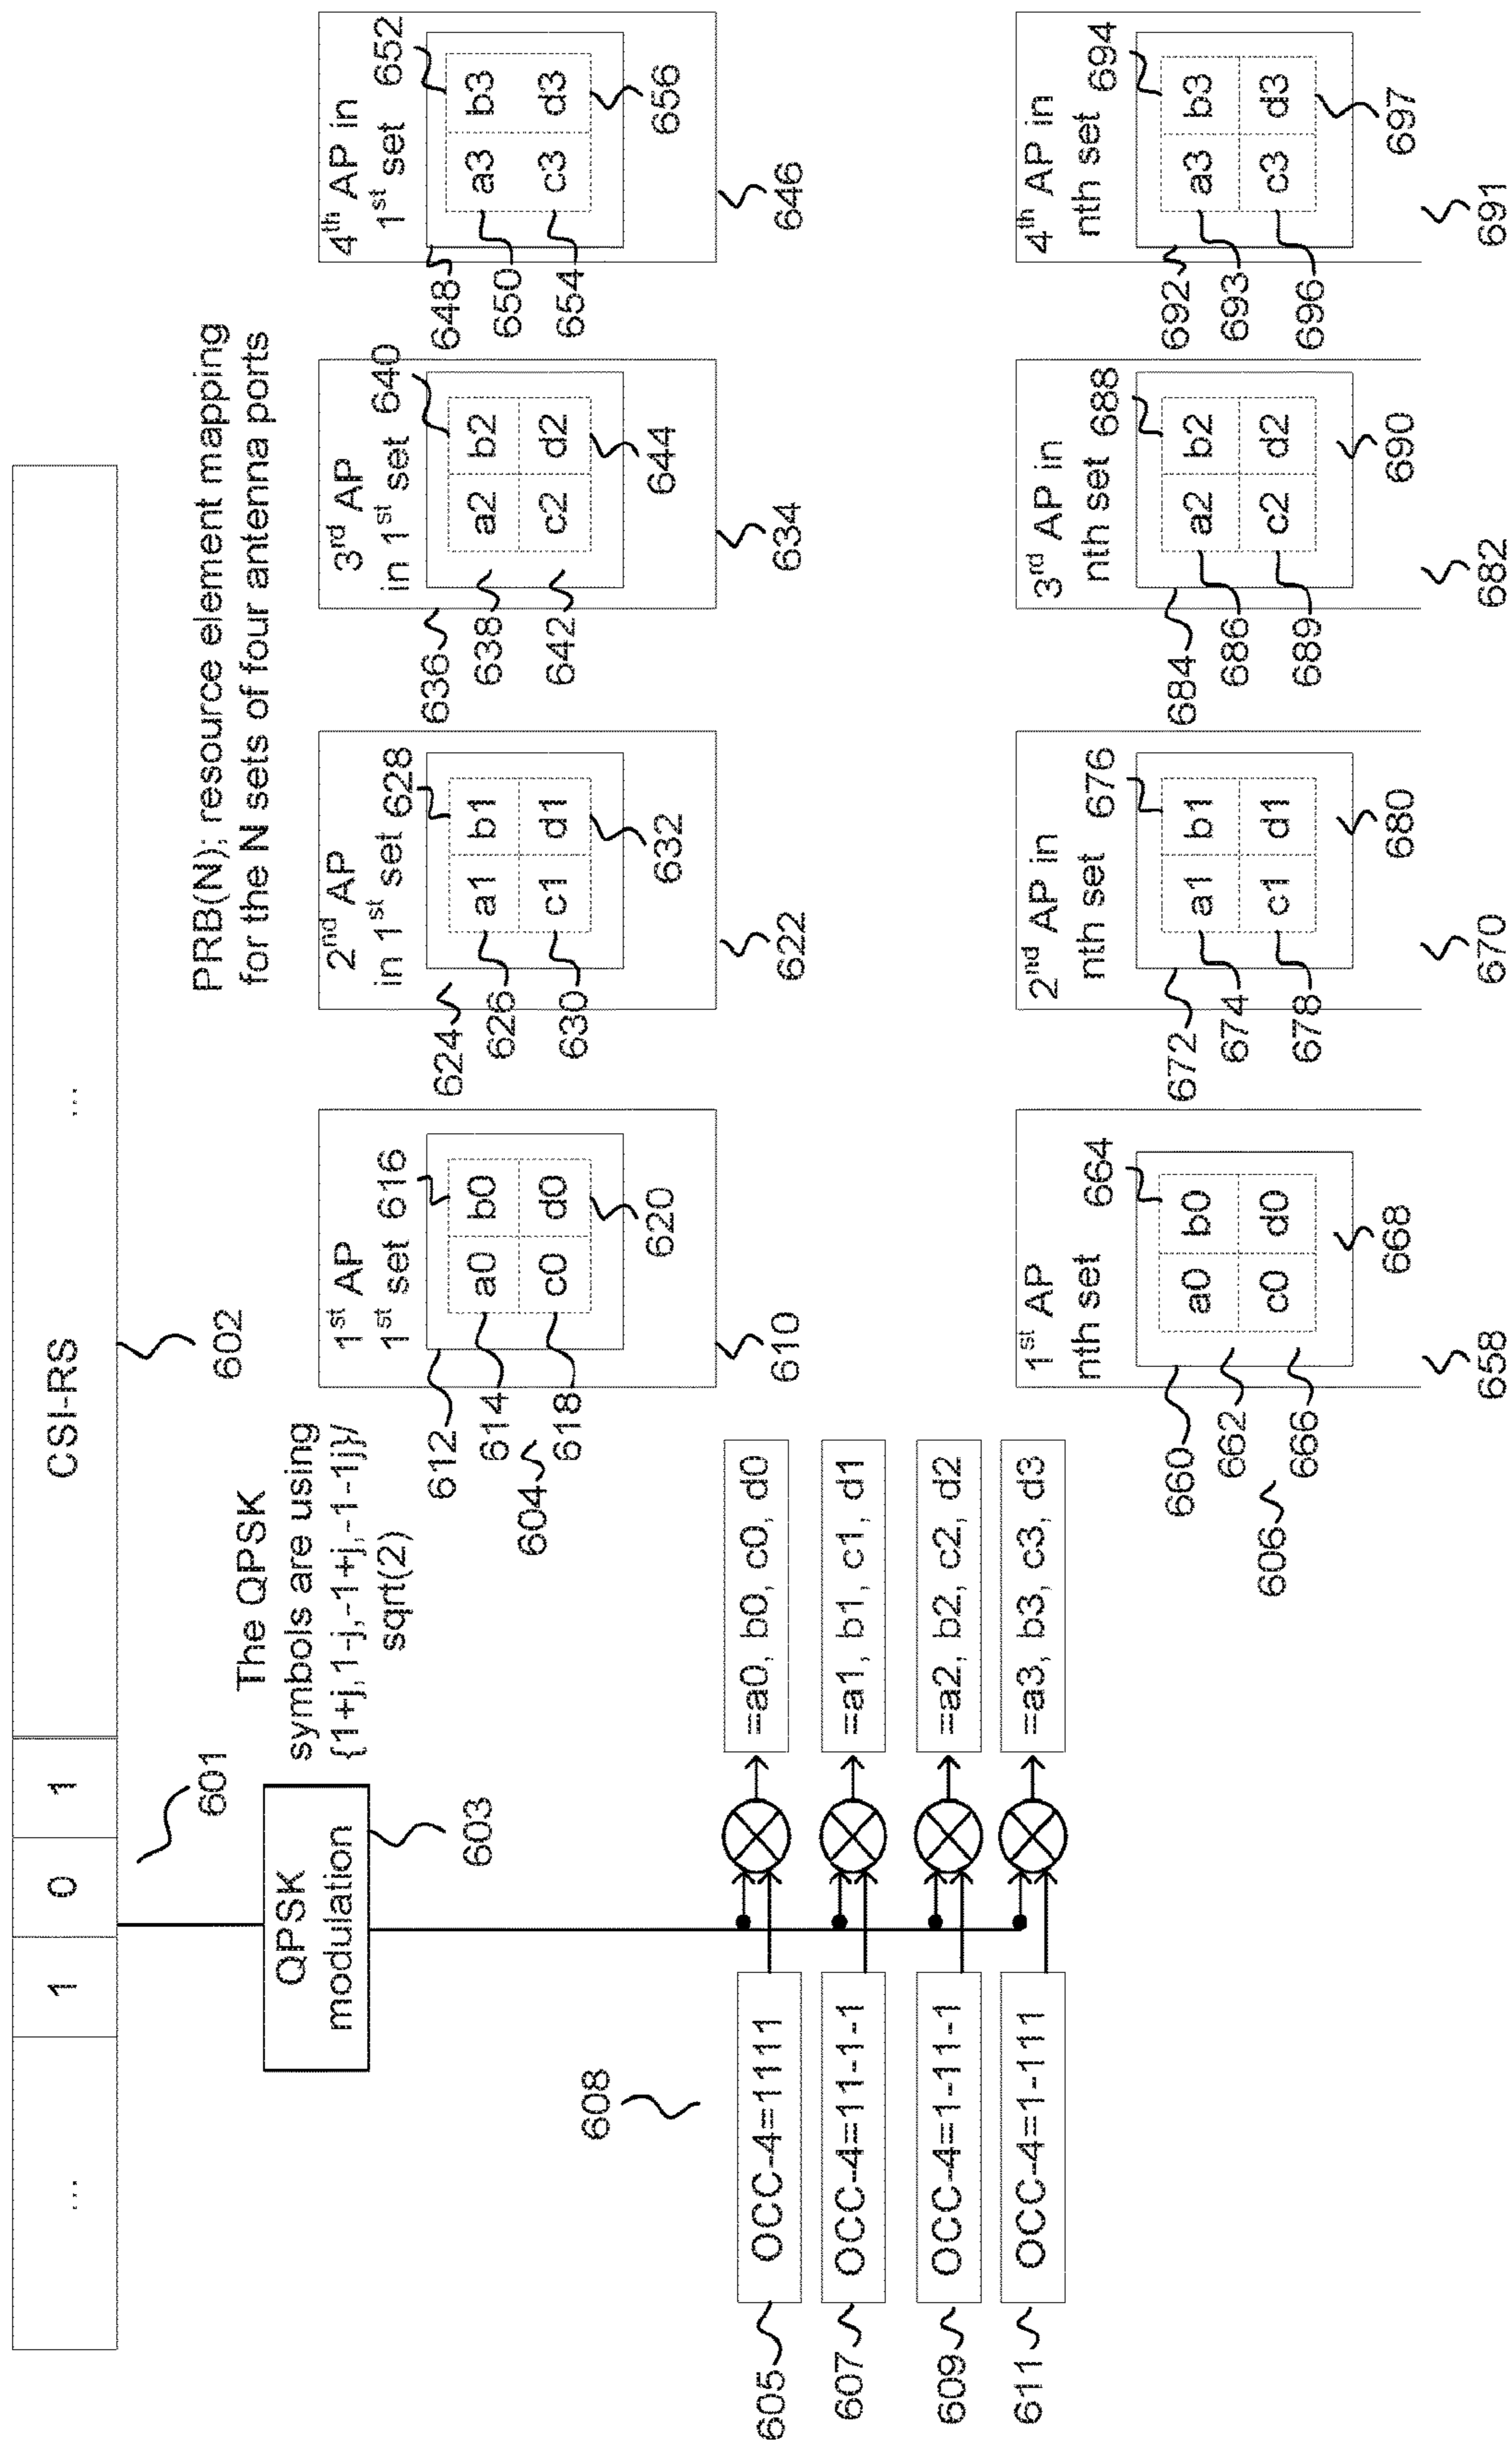 ... 1 0 1 CSI-RS ...
601
602
QPSK
modulation
603
The QPSK
symbols are using
{1+j,1-j,-1+j,-1-1j}/
sqrt(2)
PRB(N); resource element mapping
for the N sets of four antenna ports
608
605 OCC-4=1111 =a0, b0, c0, d0
607 OCC-4=11-1-1 =a1, b1, c1, d1
609 OCC-4=1-11-1 =a2, b2, c2, d2
611 OCC-4=1-111 =a3, b3, c3, d3
604
1st AP
1st set 616
612
614 a0 b0
618 c0 d0
620
610
2nd AP
in 1st set 628
624
626 a1 b1
630 c1 d1
632
622
3rd AP
in 1st set 640
636
638 a2 b2
642 c2 d2
644
634
4th AP in
1st set 652
648
650 a3 b3
654 c3 d3
656
646
606
1st AP
nth set 664
660
662 a0 b0
666 c0 d0
668
658
2nd AP in
nth set 676
672
674 a1 b1
678 c1 d1
680
670
3rd AP in
nth set 688
684
686 a2 b2
689 c2 d2
690
682
4th AP in
nth set 694
692
693 a3 b3
696 c3 d3
697
691